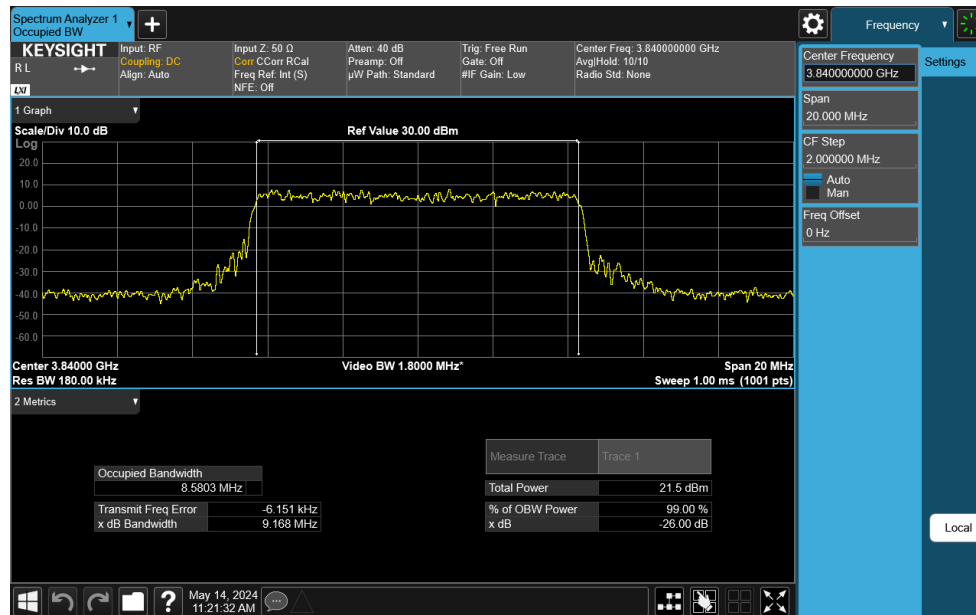 Spectrum Analyzer 1
Occupied BW
Frequency
KEYSIGHT
R L
LXI
Input: RF
Coupling: DC
Align: Auto
Input Z: 50 Ω
Corr CCorr RCal
Freq Ref: Int (S)
NFE: Off
Atten: 40 dB
Preamp: Off
µW Path: Standard
Trig: Free Run
Gate: Off
#IF Gain: Low
Center Freq: 3.840000000 GHz
Avg|Hold: 10/10
Radio Std: None
Center Frequency
3.840000000 GHz
Settings
Span
20.000 MHz
CF Step
2.000000 MHz
Auto
Man
Freq Offset
0 Hz
Local
1 Graph
Scale/Div 10.0 dB
Ref Value 30.00 dBm
Log
20.0
10.0
0.00
-10.0
-20.0
-30.0
-40.0
-50.0
-60.0
Center 3.84000 GHz
Video BW 1.8000 MHz*
Span 20 MHz
Res BW 180.00 kHz
Sweep 1.00 ms (1001 pts)
2 Metrics
Measure Trace
Trace 1
Occupied Bandwidth
8.5803 MHz
Total Power
21.5 dBm
Transmit Freq Error
-6.151 kHz
% of OBW Power
99.00 %
x dB Bandwidth
9.168 MHz
x dB
-26.00 dB
May 14, 2024
11:21:32 AM